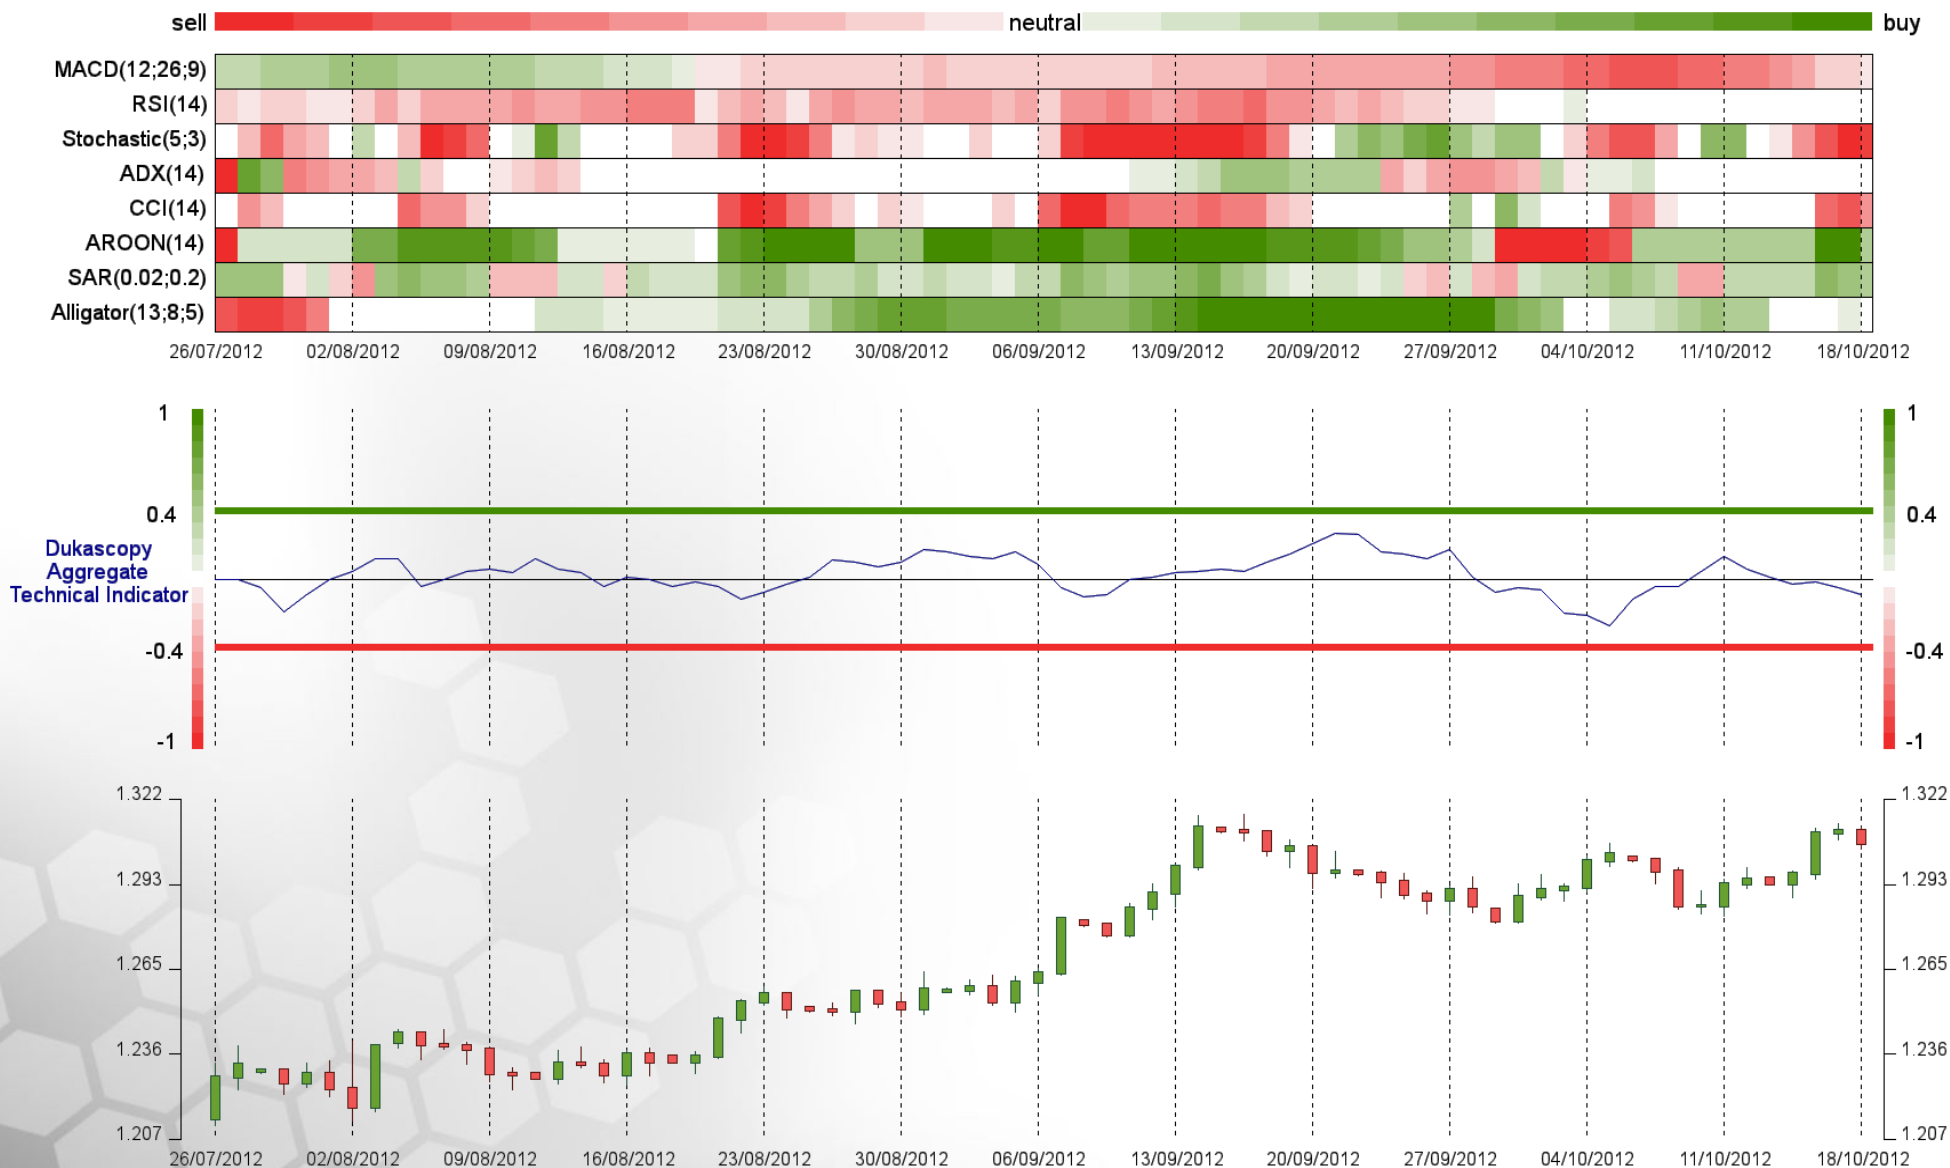 sell neutral buy
MACD(12;26;9)
RSI(14)
Stochastic(5;3)
ADX(14)
CCI(14)
AROON(14)
SAR(0.02;0.2)
Alligator(13;8;5)
26/07/2012 02/08/2012 09/08/2012 16/08/2012 23/08/2012 30/08/2012 06/09/2012 13/09/2012 20/09/2012 27/09/2012 04/10/2012 11/10/2012 18/10/2012
1 1
0.4 0.4
Dukascopy
Aggregate
Technical Indicator
-0.4 -0.4
-1 -1
1.322 1.322
1.293 1.293
1.265 1.265
1.236 1.236
1.207 1.207
26/07/2012 02/08/2012 09/08/2012 16/08/2012 23/08/2012 30/08/2012 06/09/2012 13/09/2012 20/09/2012 27/09/2012 04/10/2012 11/10/2012 18/10/2012